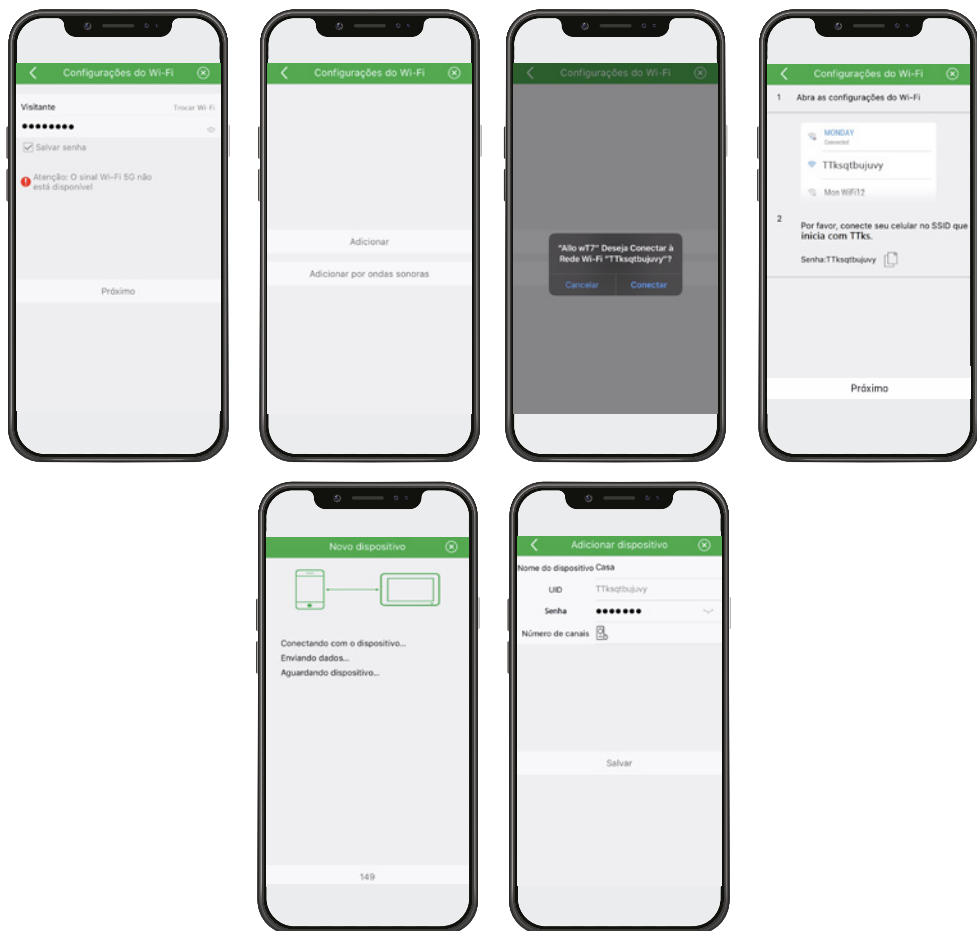 Configurações do Wi-Fi
Visitante
Trocar Wi-Fi
Salvar senha
Atenção: O sinal Wi-Fi 5G não
está disponível
Próximo
Configurações do Wi-Fi
Adicionar
Adicionar por ondas sonoras
Configurações do Wi-Fi
"Allo wT7" Deseja Conectar à
Rede Wi-Fi "TTksqtbujuvy"?
Cancelar
Conectar
Configurações do Wi-Fi
1 Abra as configurações do Wi-Fi
MONDAY
Connected
TTksqtbujuvy
Mon WiFi12
2 Por favor, conecte seu celular no SSID que
inicia com TTks.
Senha:TTksqtbujuvy
Próximo
Novo dispositivo
Conectando com o dispositivo...
Enviando dados...
Aguardando dispositivo...
149
Adicionar dispositivo
Nome do dispositivo Casa
UID TTksqtbujuvy
Senha
Número de canais
Salvar